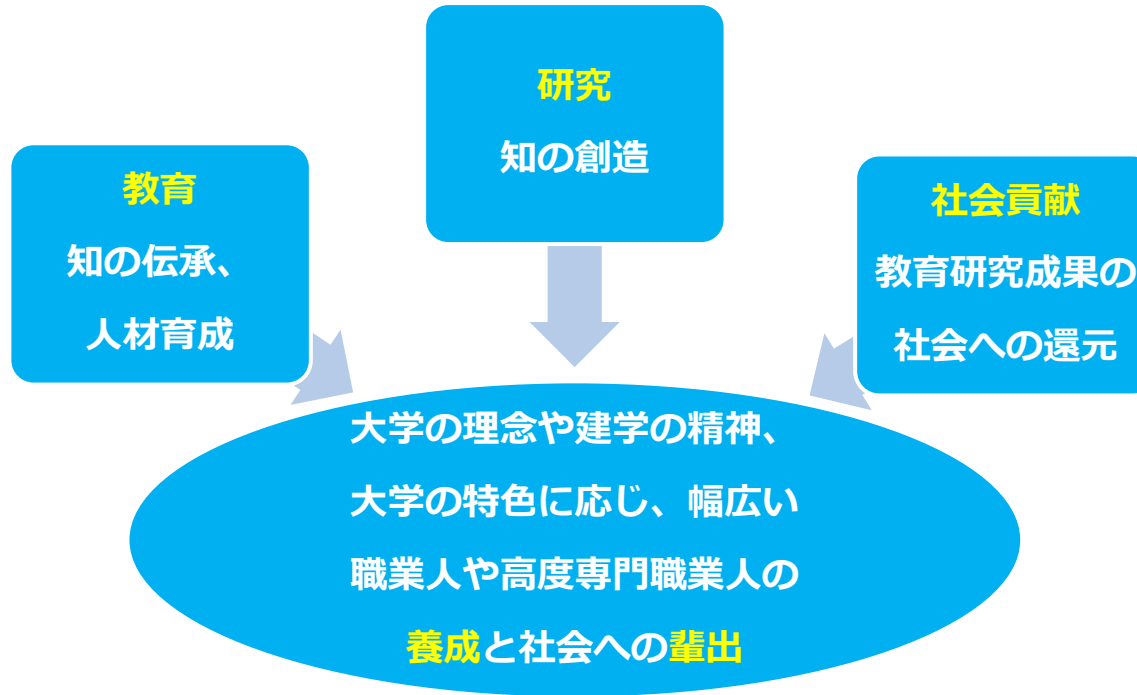 研究
知の創造
教育
知の伝承、
人材育成
社会貢献
教育研究成果の
社会への還元
大学の理念や建学の精神、
大学の特色に応じ、幅広い
職業人や高度専門職業人の
養成と社会への輩出